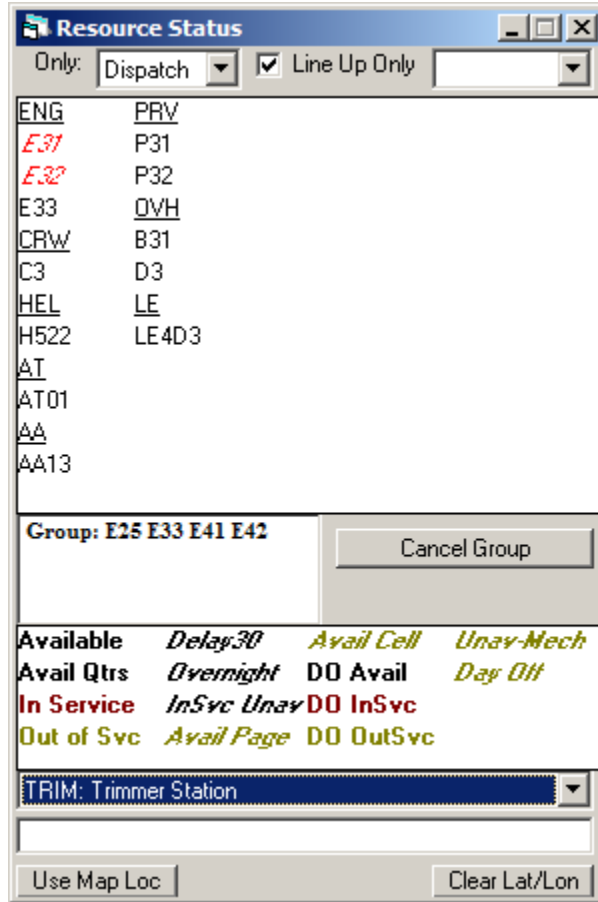 Resource Status
Only: Dispatch Line Up Only
ENG PRV
E31 P31
E32 P32
E33 OVH
CRW B31
C3 D3
HEL LE
H522 LE4D3
AT
AT01
AA
AA13
Group: E25 E33 E41 E42
Cancel Group
Available Delay30 Avail Cell Unav-Mech
Avail Qtrs Overnight DO Avail Day Off
In Service InSvc Unav DO InSvc
Out of Svc Avail Page DO OutSvc
TRIM: Trimmer Station
Use Map Loc Clear Lat/Lon